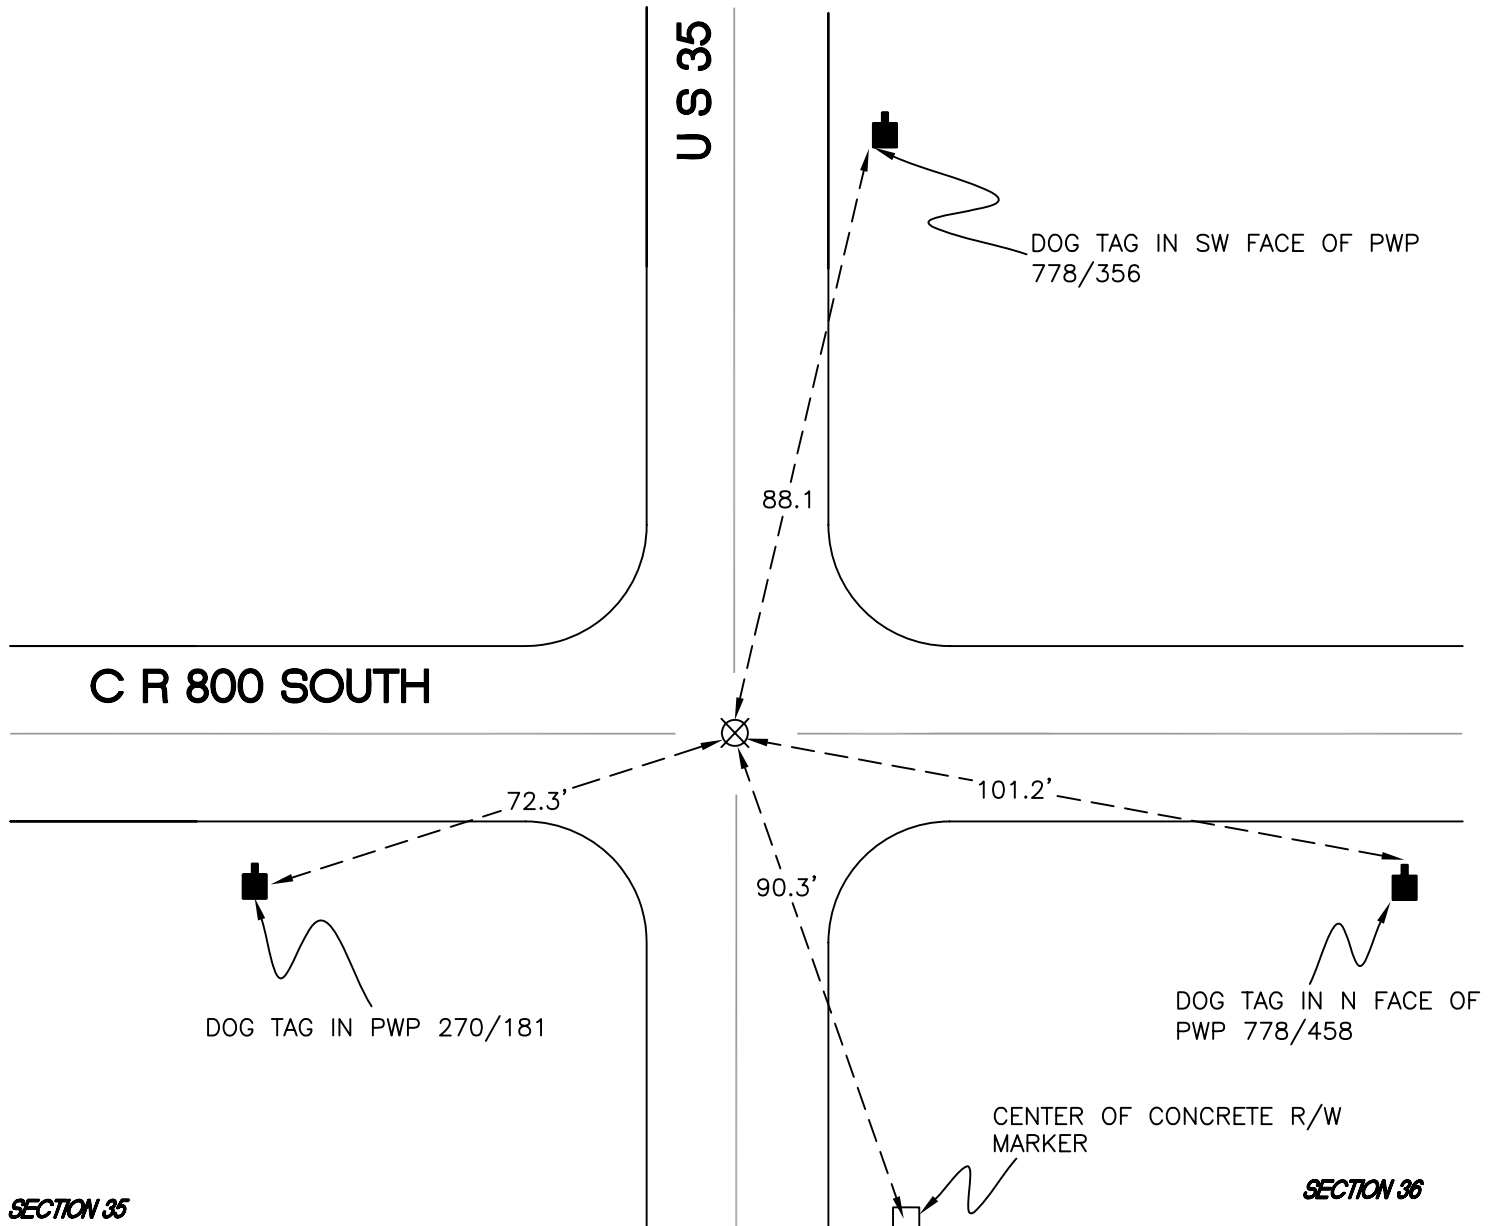 U S 35
DOG TAG IN SW FACE OF PWP
778/356
88.1
C R 800 SOUTH
72.3'
101.2'
90.3'
DOG TAG IN PWP 270/181
DOG TAG IN N FACE OF
PWP 778/458
CENTER OF CONCRETE R/W
MARKER
SECTION 35
SECTION 36